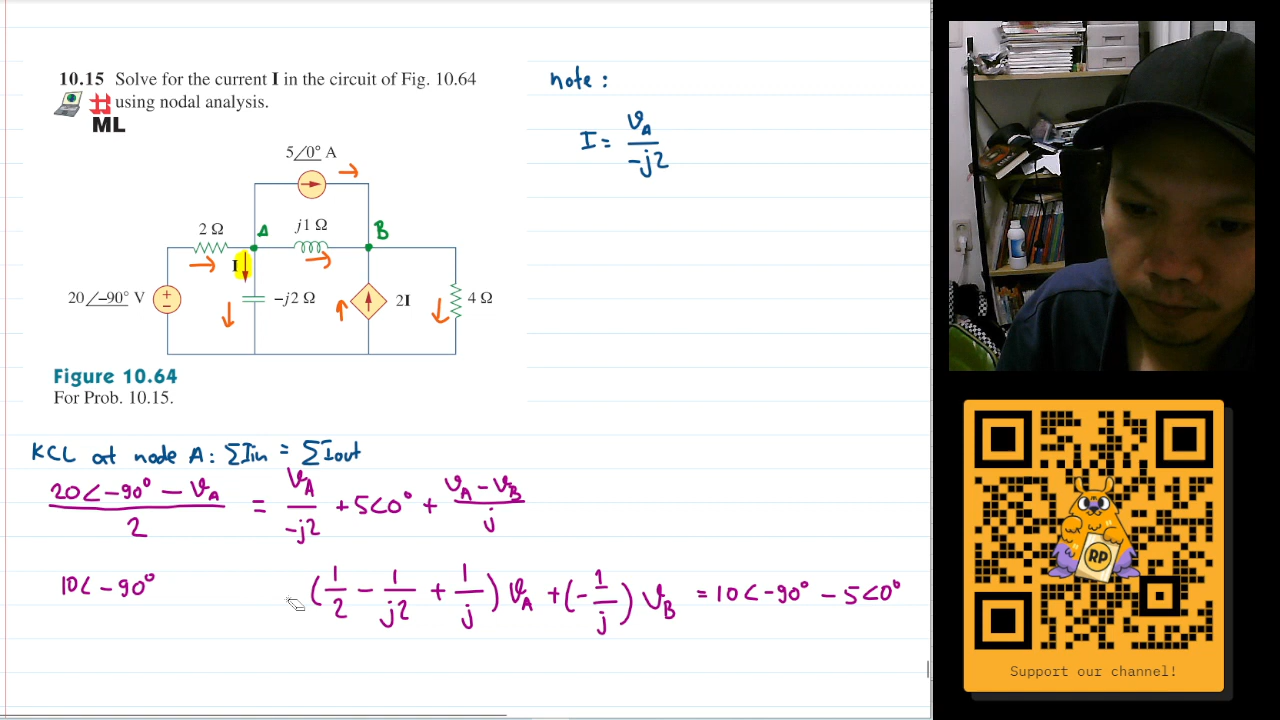 10.15 Solve for the current I in the circuit of Fig. 10.64
using nodal analysis.
ML
note:
I = vA / -j2
5∠0° A
2 Ω
A
j1 Ω
B
I
20∠-90° V
+
−
-j2 Ω
2I
4 Ω
Figure 10.64
For Prob. 10.15.
KCL at node A: ΣIin = ΣIout
20<-90° - vA / 2 = vA / -j2 + 5<0° + vA - vB / j
10<-90°
(1/2 - 1/j2 + 1/j) vA + (-1/j) vB = 10<-90° - 5<0°
RP
Support our channel!